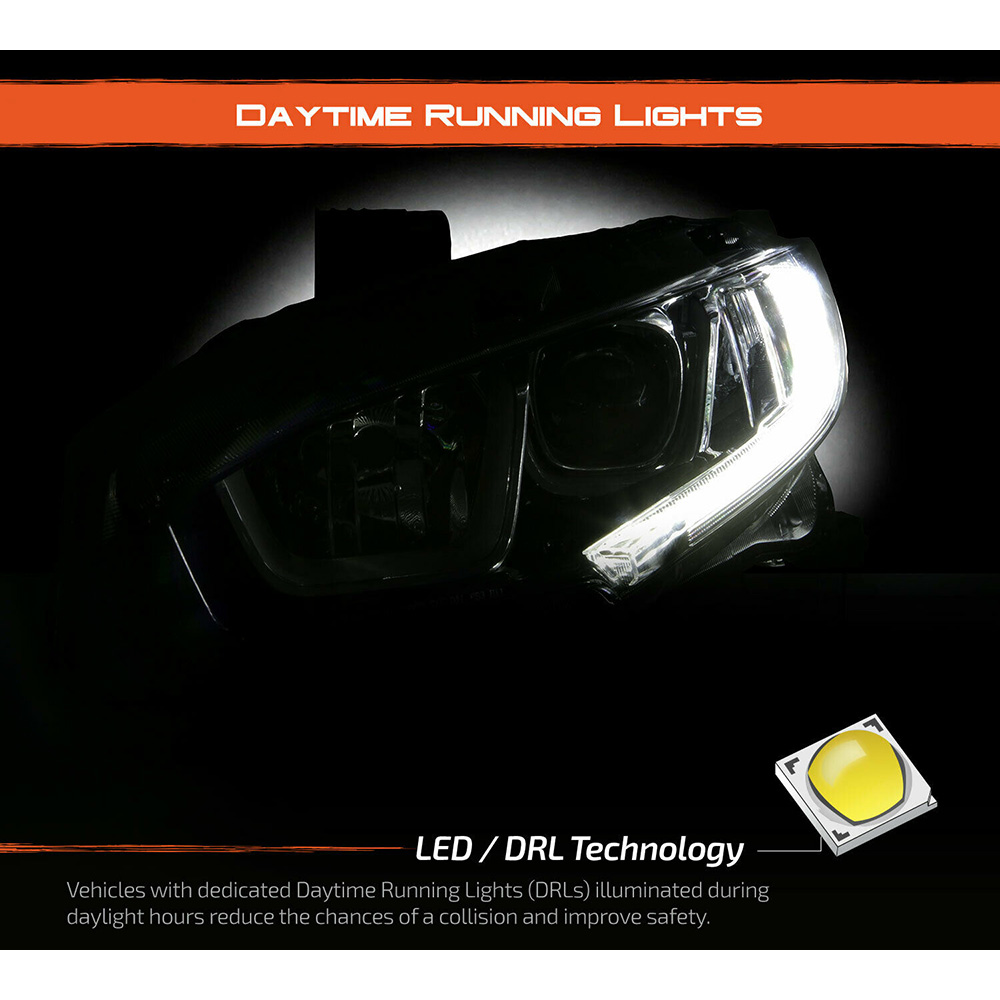 DAYTIME RUNNING LIGHTS
LED / DRL Technology
Vehicles with dedicated Daytime Running Lights (DRLs) illuminated during
daylight hours reduce the chances of a collision and improve safety.